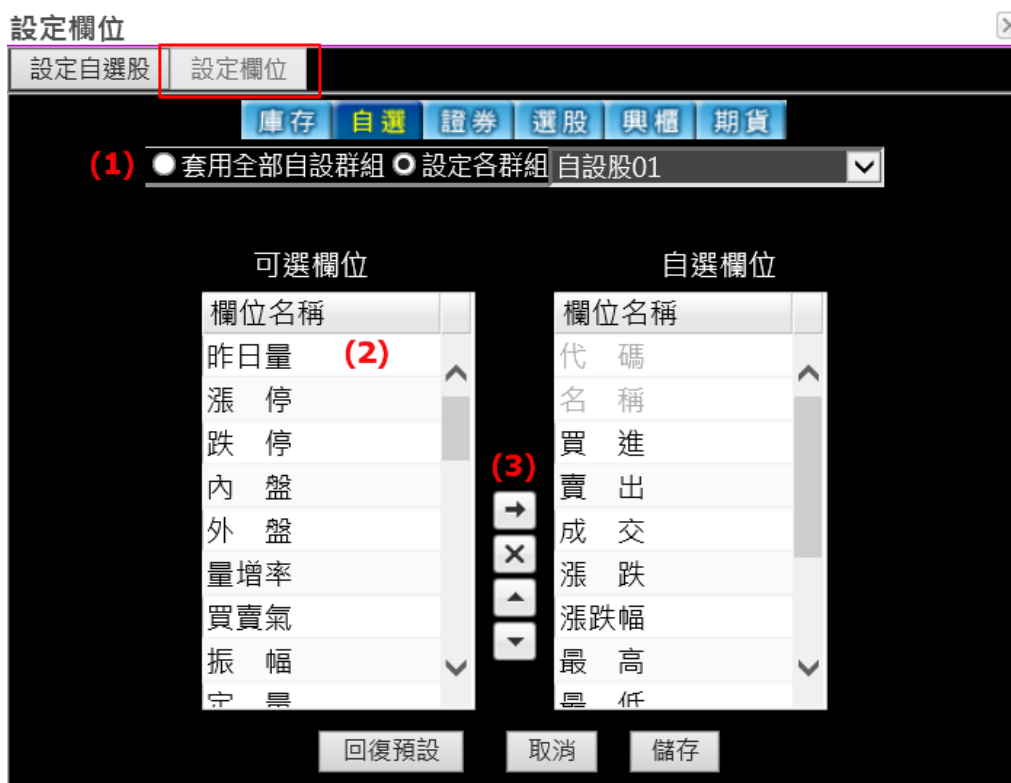 設定欄位
設定自選股 設定欄位
庫存 自選 證券 選股 興櫃 期貨
(1) 套用全部自設群組 設定各群組 自設股01
可選欄位 自選欄位
欄位名稱 欄位名稱
昨日量 (2) 代 碼
漲 停 名 稱
跌 停 買 進
(3)
內 盤 賣 出
外 盤 成 交
量增率 漲 跌
買賣氣 漲跌幅
振 幅 最 高
最 低
回復預設 取消 儲存